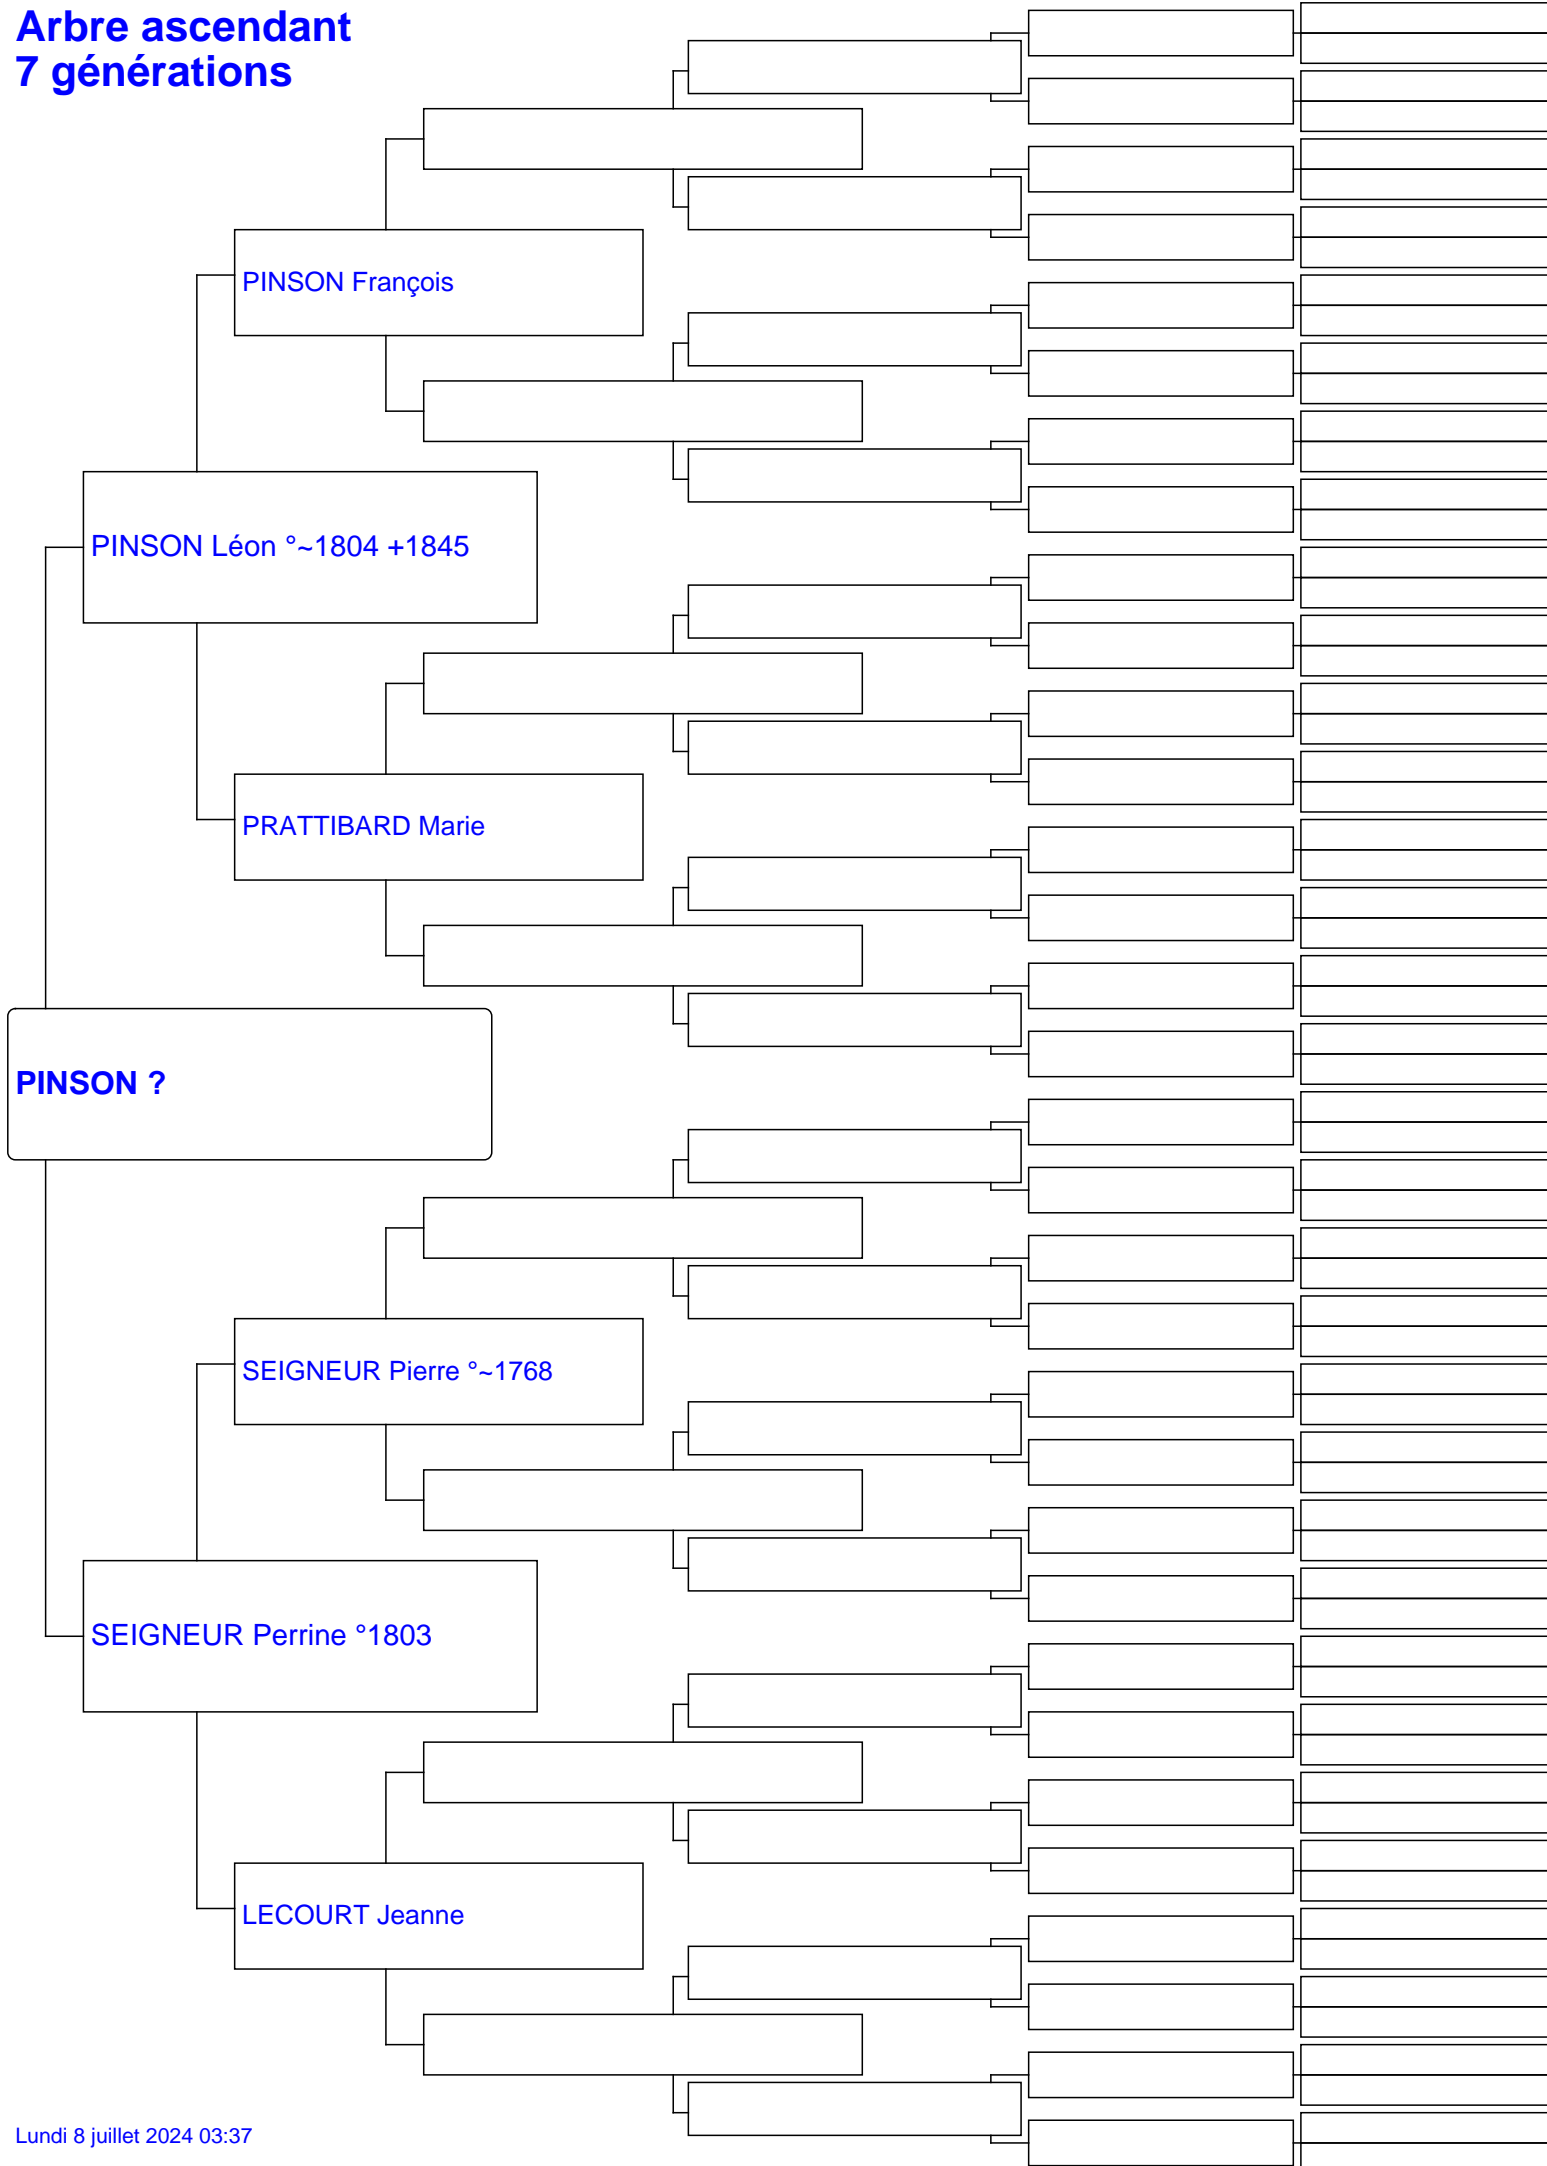 Arbre ascendant
7 générations
PINSON François
PINSON Léon °~1804 +1845
PRATTIBARD Marie
PINSON ?
SEIGNEUR Pierre °~1768
SEIGNEUR Perrine °1803
LECOURT Jeanne
Lundi 8 juillet 2024 03:37